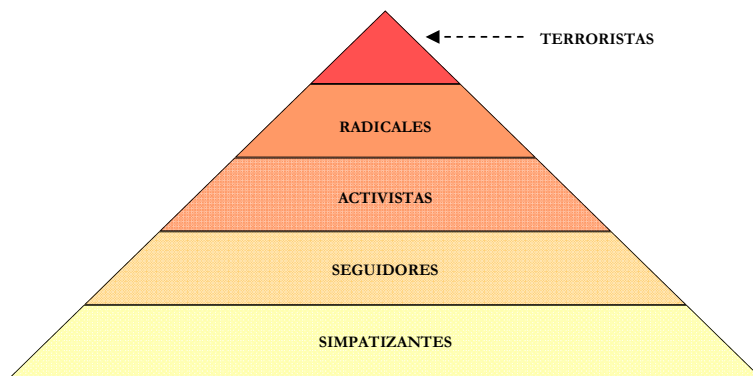 TERRORISTAS
RADICALES
ACTIVISTAS
SEGUIDORES
SIMPATIZANTES